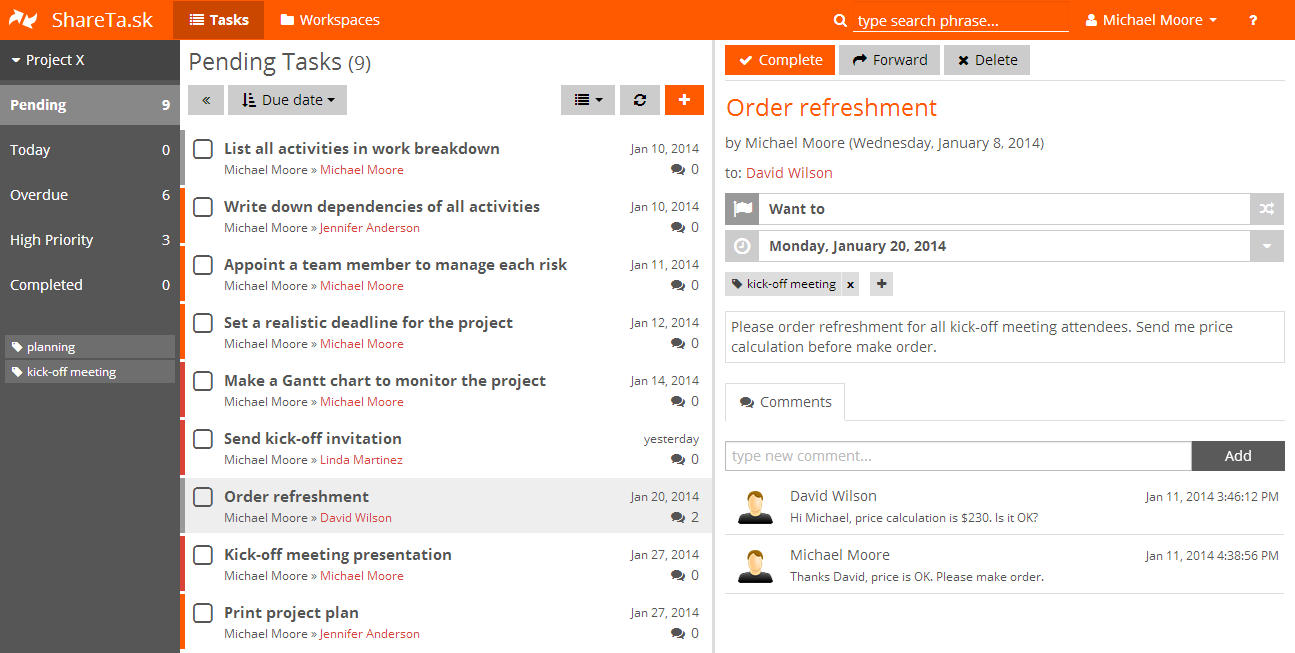 ShareTa.sk
Tasks
Workspaces
type search phrase...
Michael Moore
?
Project X
Pending 9
Today 0
Overdue 6
High Priority 3
Completed 0
planning
kick-off meeting
Pending Tasks (9)
«
Due date
+
List all activities in work breakdown Jan 10, 2014
Michael Moore » Michael Moore 0
Write down dependencies of all activities Jan 10, 2014
Michael Moore » Jennifer Anderson 0
Appoint a team member to manage each risk Jan 11, 2014
Michael Moore » Michael Moore 0
Set a realistic deadline for the project Jan 12, 2014
Michael Moore » Michael Moore 0
Make a Gantt chart to monitor the project Jan 14, 2014
Michael Moore » Michael Moore 0
Send kick-off invitation yesterday
Michael Moore » Linda Martinez 0
Order refreshment Jan 20, 2014
Michael Moore » David Wilson 2
Kick-off meeting presentation Jan 27, 2014
Michael Moore » Michael Moore 0
Print project plan Jan 27, 2014
Michael Moore » Jennifer Anderson 0
Complete
Forward
Delete
Order refreshment
by Michael Moore (Wednesday, January 8, 2014)
to: David Wilson
Want to
Monday, January 20, 2014
kick-off meeting x +
Please order refreshment for all kick-off meeting attendees. Send me price
calculation before make order.
Comments
type new comment...
Add
David Wilson Jan 11, 2014 3:46:12 PM
Hi Michael, price calculation is $230. Is it OK?
Michael Moore Jan 11, 2014 4:38:56 PM
Thanks David, price is OK. Please make order.